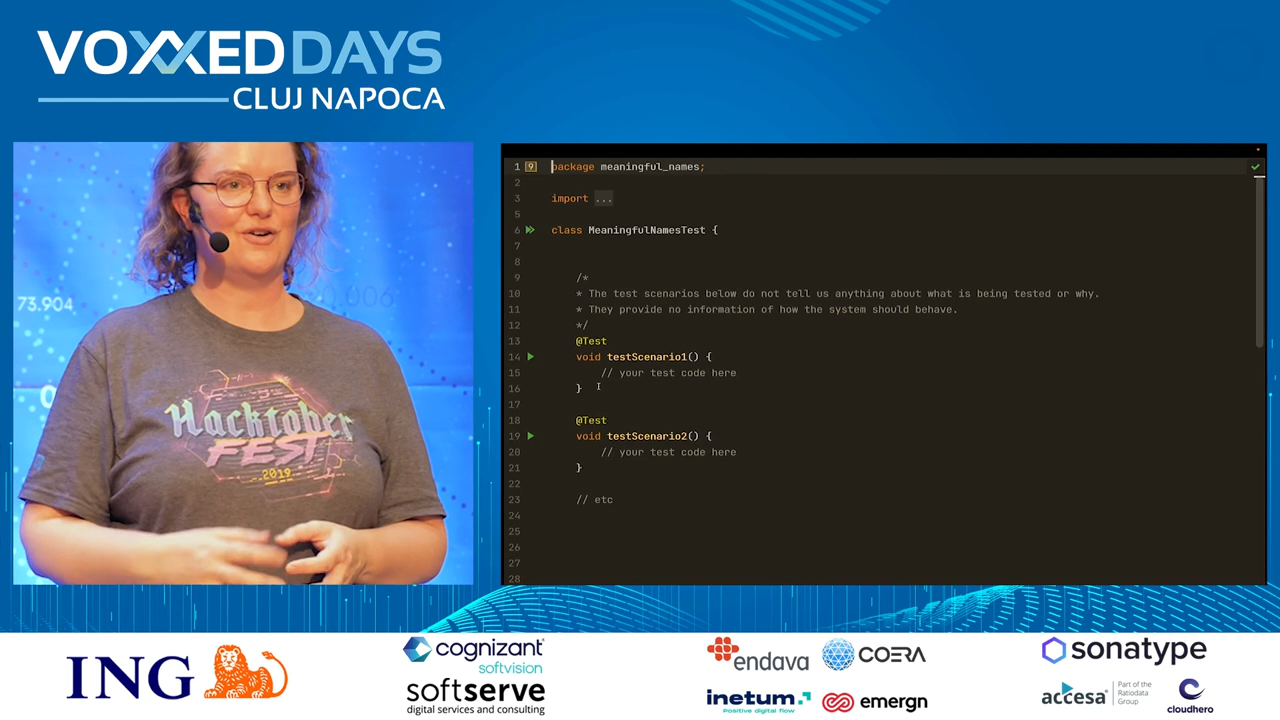 VOXXED DAYS
CLUJ NAPOCA
73.904
Hacktober
FEST
2019
1 package meaningful_names;
2
3 import ...
5
6 class MeaningfulNamesTest {
7
8
9 /*
10 * The test scenarios below do not tell us anything about what is being tested or why.
11 * They provide no information of how the system should behave.
12 */
13 @Test
14 void testScenario1() {
15 // your test code here
16 }
17
18 @Test
19 void testScenario2() {
20 // your test code here
21 }
22
23 // etc
24
25
26
27
28
ING
cognizant
softvision
softserve
digital services and consulting
endava
COERA
inetum.
Positive digital flow
emergn
sonatype
accesa
Part of the
Ratiodata
Group
cloudhero